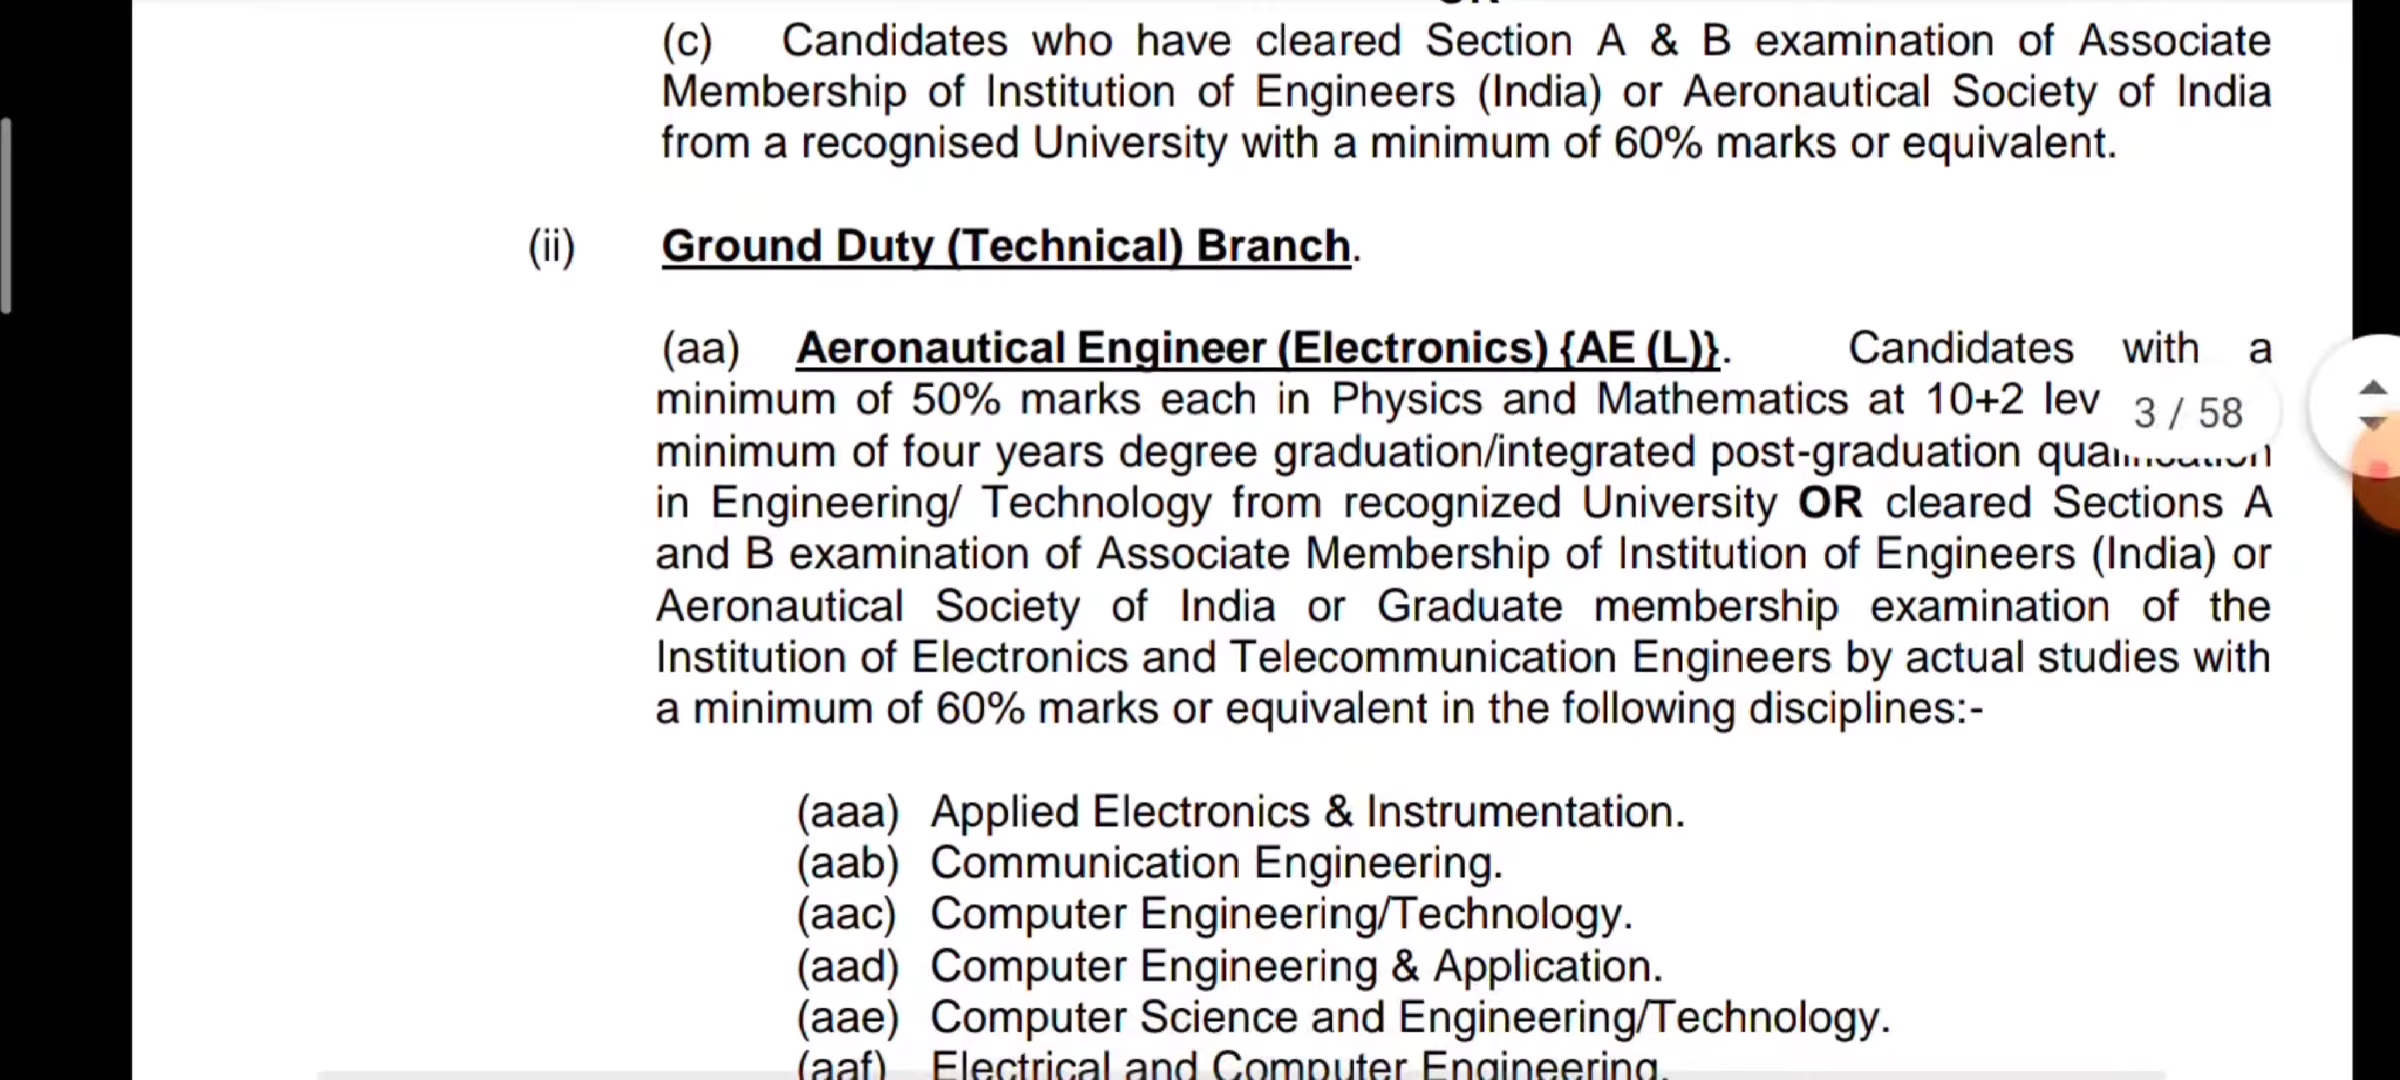 (c) Candidates who have cleared Section A & B examination of Associate
Membership of Institution of Engineers (India) or Aeronautical Society of India
from a recognised University with a minimum of 60% marks or equivalent.
(ii) Ground Duty (Technical) Branch.
(aa) Aeronautical Engineer (Electronics) {AE (L)}. Candidates with a
minimum of 50% marks each in Physics and Mathematics at 10+2 lev
3 / 58
minimum of four years degree graduation/integrated post-graduation
in Engineering/ Technology from recognized University OR cleared Sections A
and B examination of Associate Membership of Institution of Engineers (India) or
Aeronautical Society of India or Graduate membership examination of the
Institution of Electronics and Telecommunication Engineers by actual studies with
a minimum of 60% marks or equivalent in the following disciplines:-
(aaa) Applied Electronics & Instrumentation.
(aab) Communication Engineering.
(aac) Computer Engineering/Technology.
(aad) Computer Engineering & Application.
(aae) Computer Science and Engineering/Technology.
(aaf) Electrical and Computer Engineering.